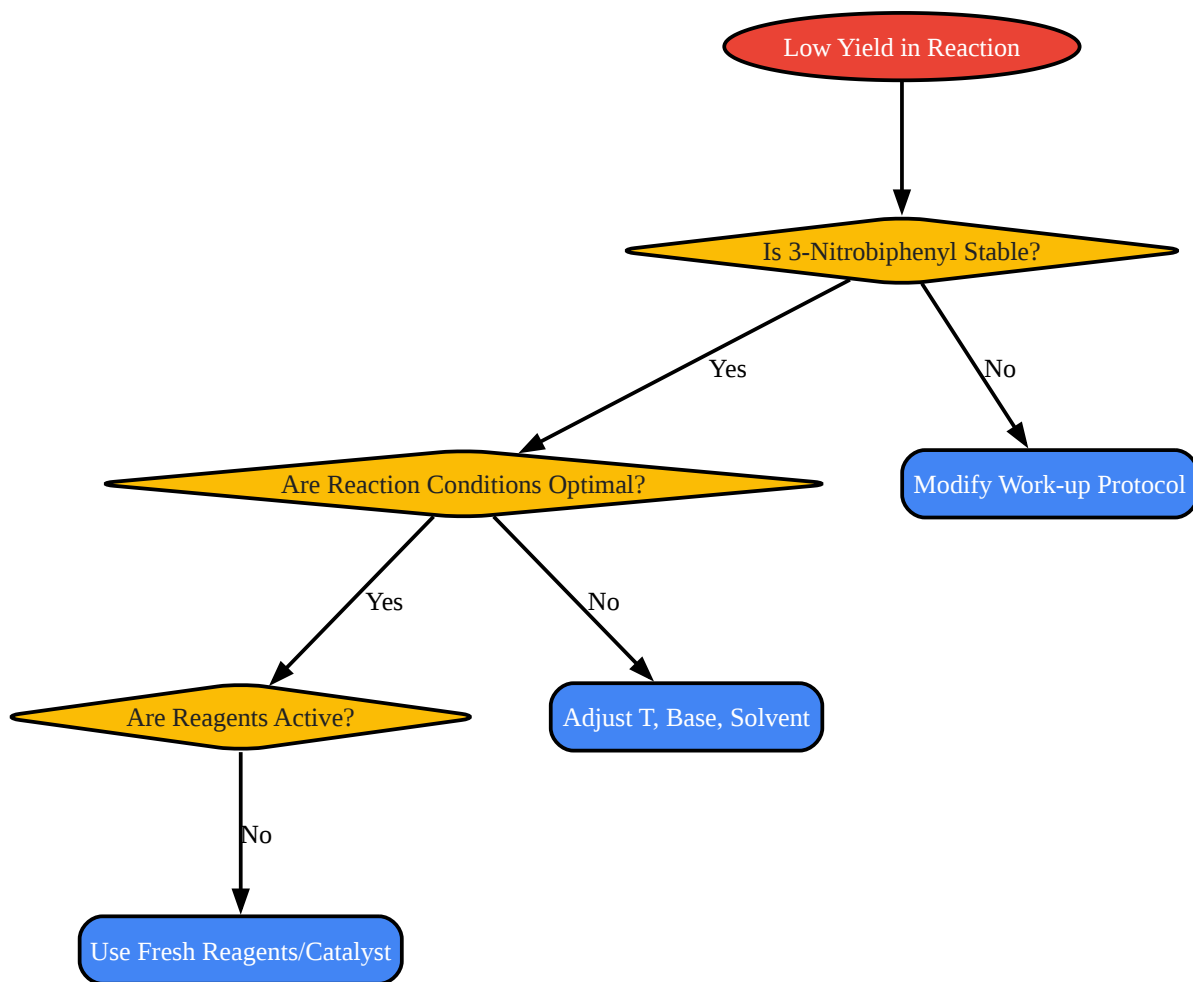 Low Yield in Reaction
Is 3-Nitrobiphenyl Stable?
Yes
No
Are Reaction Conditions Optimal?
Modify Work-up Protocol
Yes
No
Are Reagents Active?
Adjust T, Base, Solvent
No
Use Fresh Reagents/Catalyst